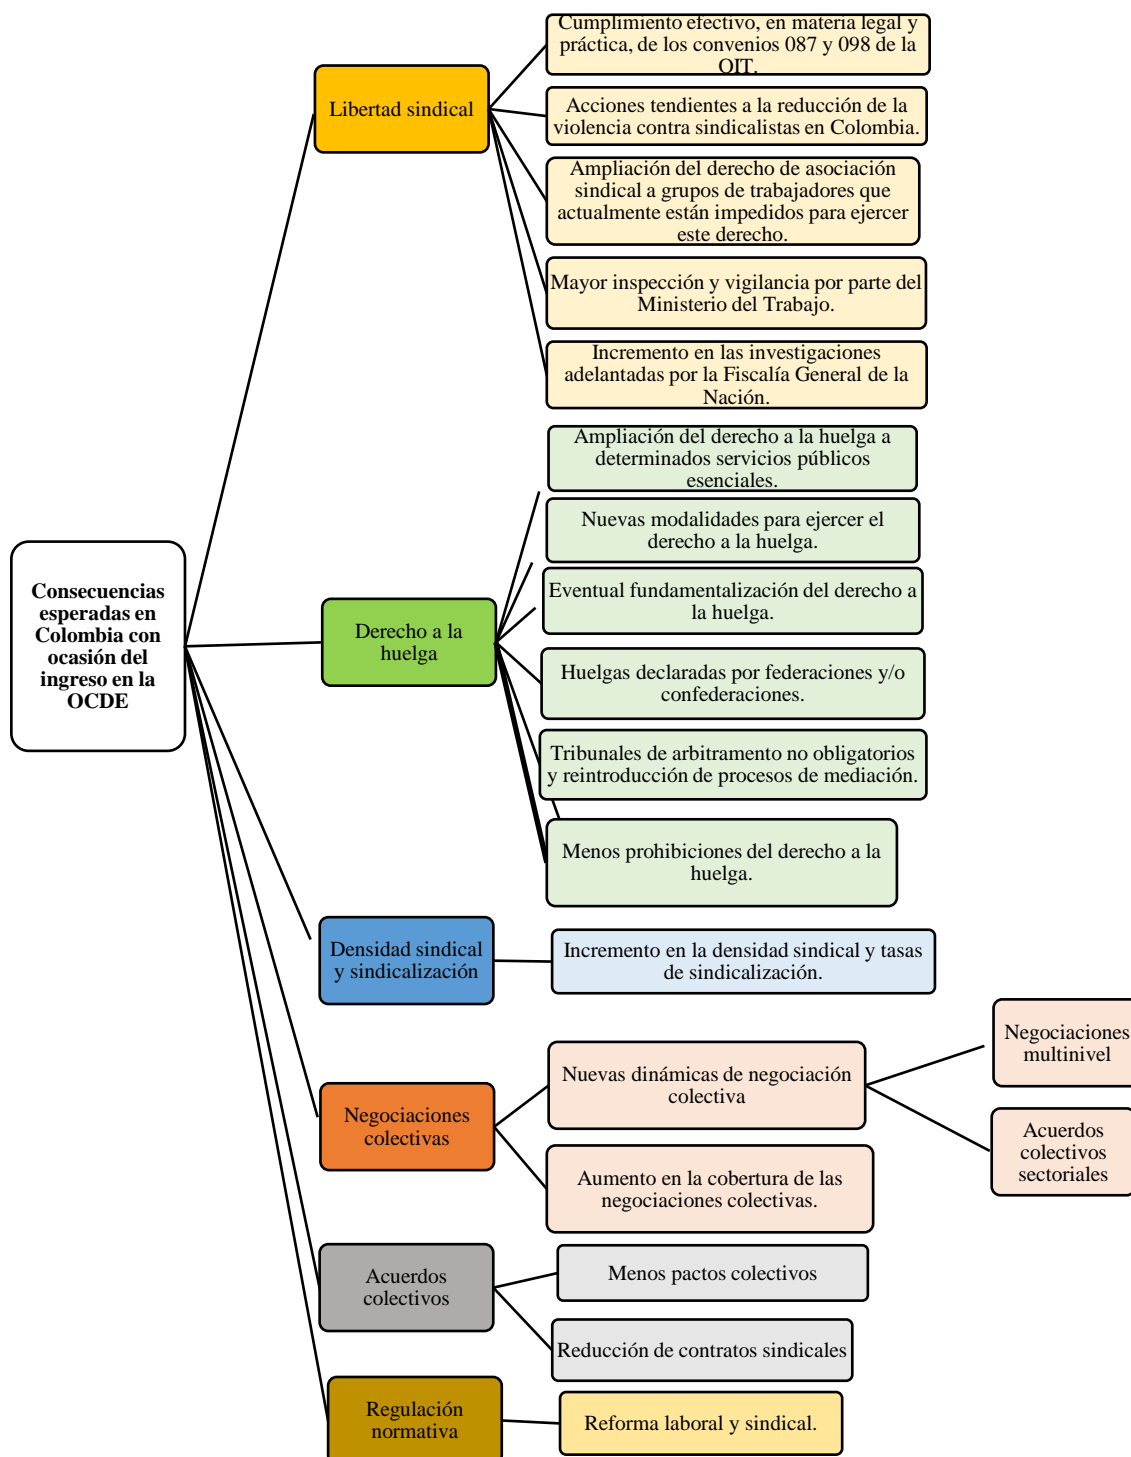 Consecuencias
esperadas en
Colombia con
ocasión del
ingreso en la
OCDE
Libertad sindical
Cumplimiento efectivo, en materia legal y
práctica, de los convenios 087 y 098 de la
OIT.
Acciones tendientes a la reducción de la
violencia contra sindicalistas en Colombia.
Ampliación del derecho de asociación
sindical a grupos de trabajadores que
actualmente están impedidos para ejercer
este derecho.
Mayor inspección y vigilancia por parte del
Ministerio del Trabajo.
Incremento en las investigaciones
adelantadas por la Fiscalía General de la
Nación.
Derecho a la
huelga
Ampliación del derecho a la huelga a
determinados servicios públicos
esenciales.
Nuevas modalidades para ejercer el
derecho a la huelga.
Eventual fundamentalización del derecho a
la huelga.
Huelgas declaradas por federaciones y/o
confederaciones.
Tribunales de arbitramento no obligatorios
y reintroducción de procesos de mediación.
Menos prohibiciones del derecho a la
huelga.
Densidad sindical
y sindicalización
Incremento en la densidad sindical y tasas
de sindicalización.
Negociaciones
colectivas
Nuevas dinámicas de negociación
colectiva
Negociaciones
multinivel
Acuerdos
colectivos
sectoriales
Aumento en la cobertura de las
negociaciones colectivas.
Acuerdos
colectivos
Menos pactos colectivos
Reducción de contratos sindicales
Regulación
normativa
Reforma laboral y sindical.